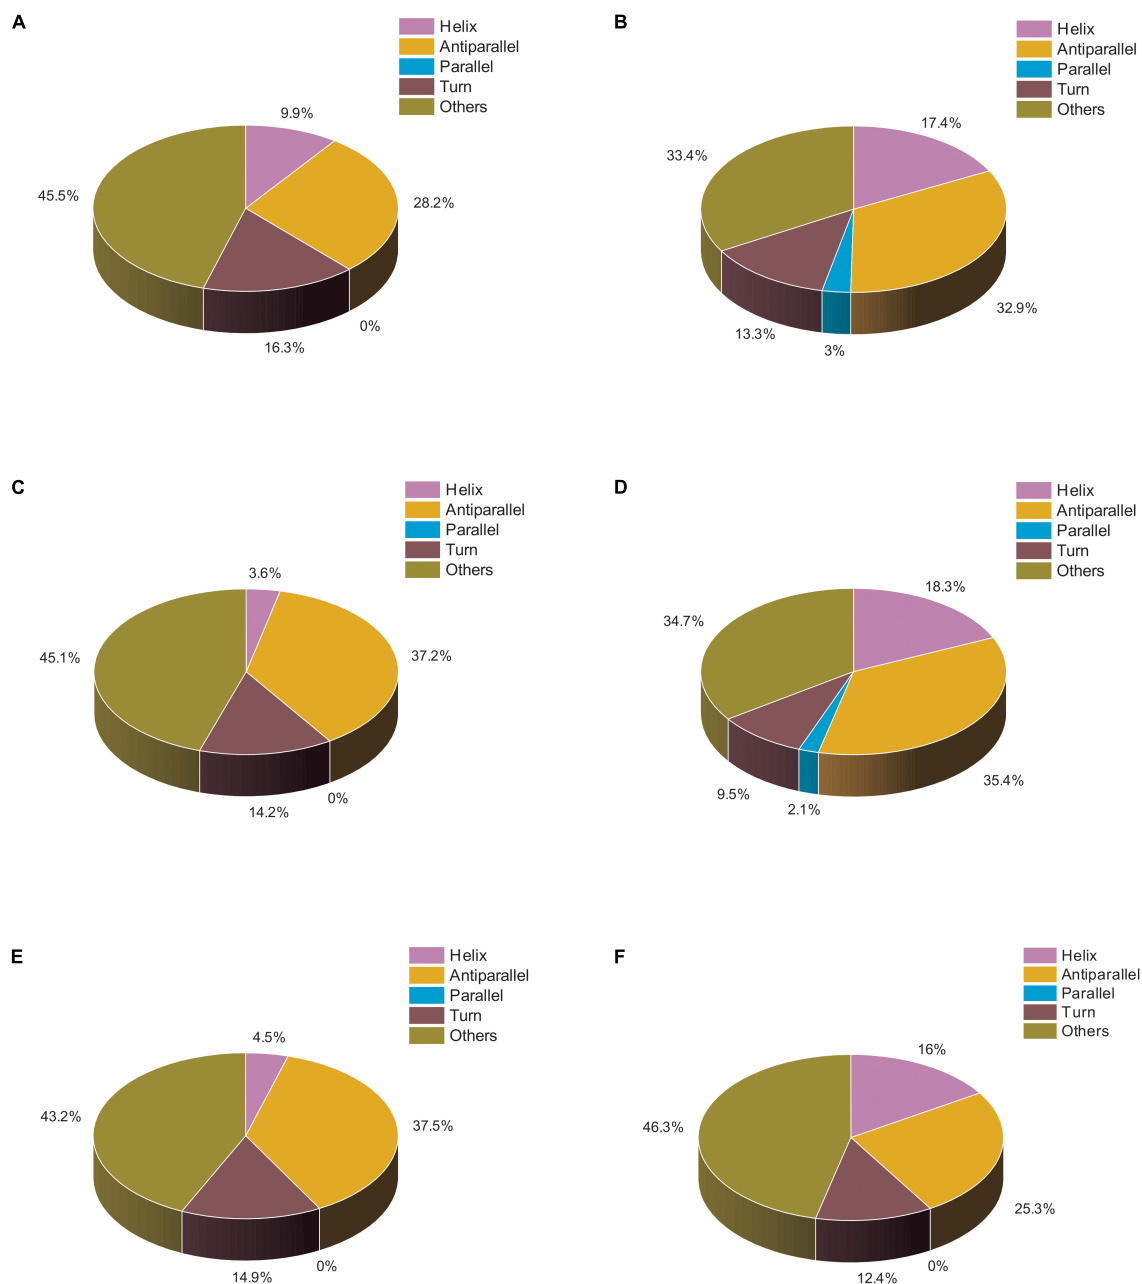 A
Helix
Antiparallel
Parallel
Turn
Others
9.9%
45.5%
28.2%
0%
16.3%
B
Helix
Antiparallel
Parallel
Turn
Others
17.4%
33.4%
32.9%
13.3%
3%
C
Helix
Antiparallel
Parallel
Turn
Others
3.6%
45.1%
37.2%
0%
14.2%
D
Helix
Antiparallel
Parallel
Turn
Others
18.3%
34.7%
35.4%
9.5%
2.1%
E
Helix
Antiparallel
Parallel
Turn
Others
4.5%
43.2%
37.5%
0%
14.9%
F
Helix
Antiparallel
Parallel
Turn
Others
16%
46.3%
25.3%
0%
12.4%